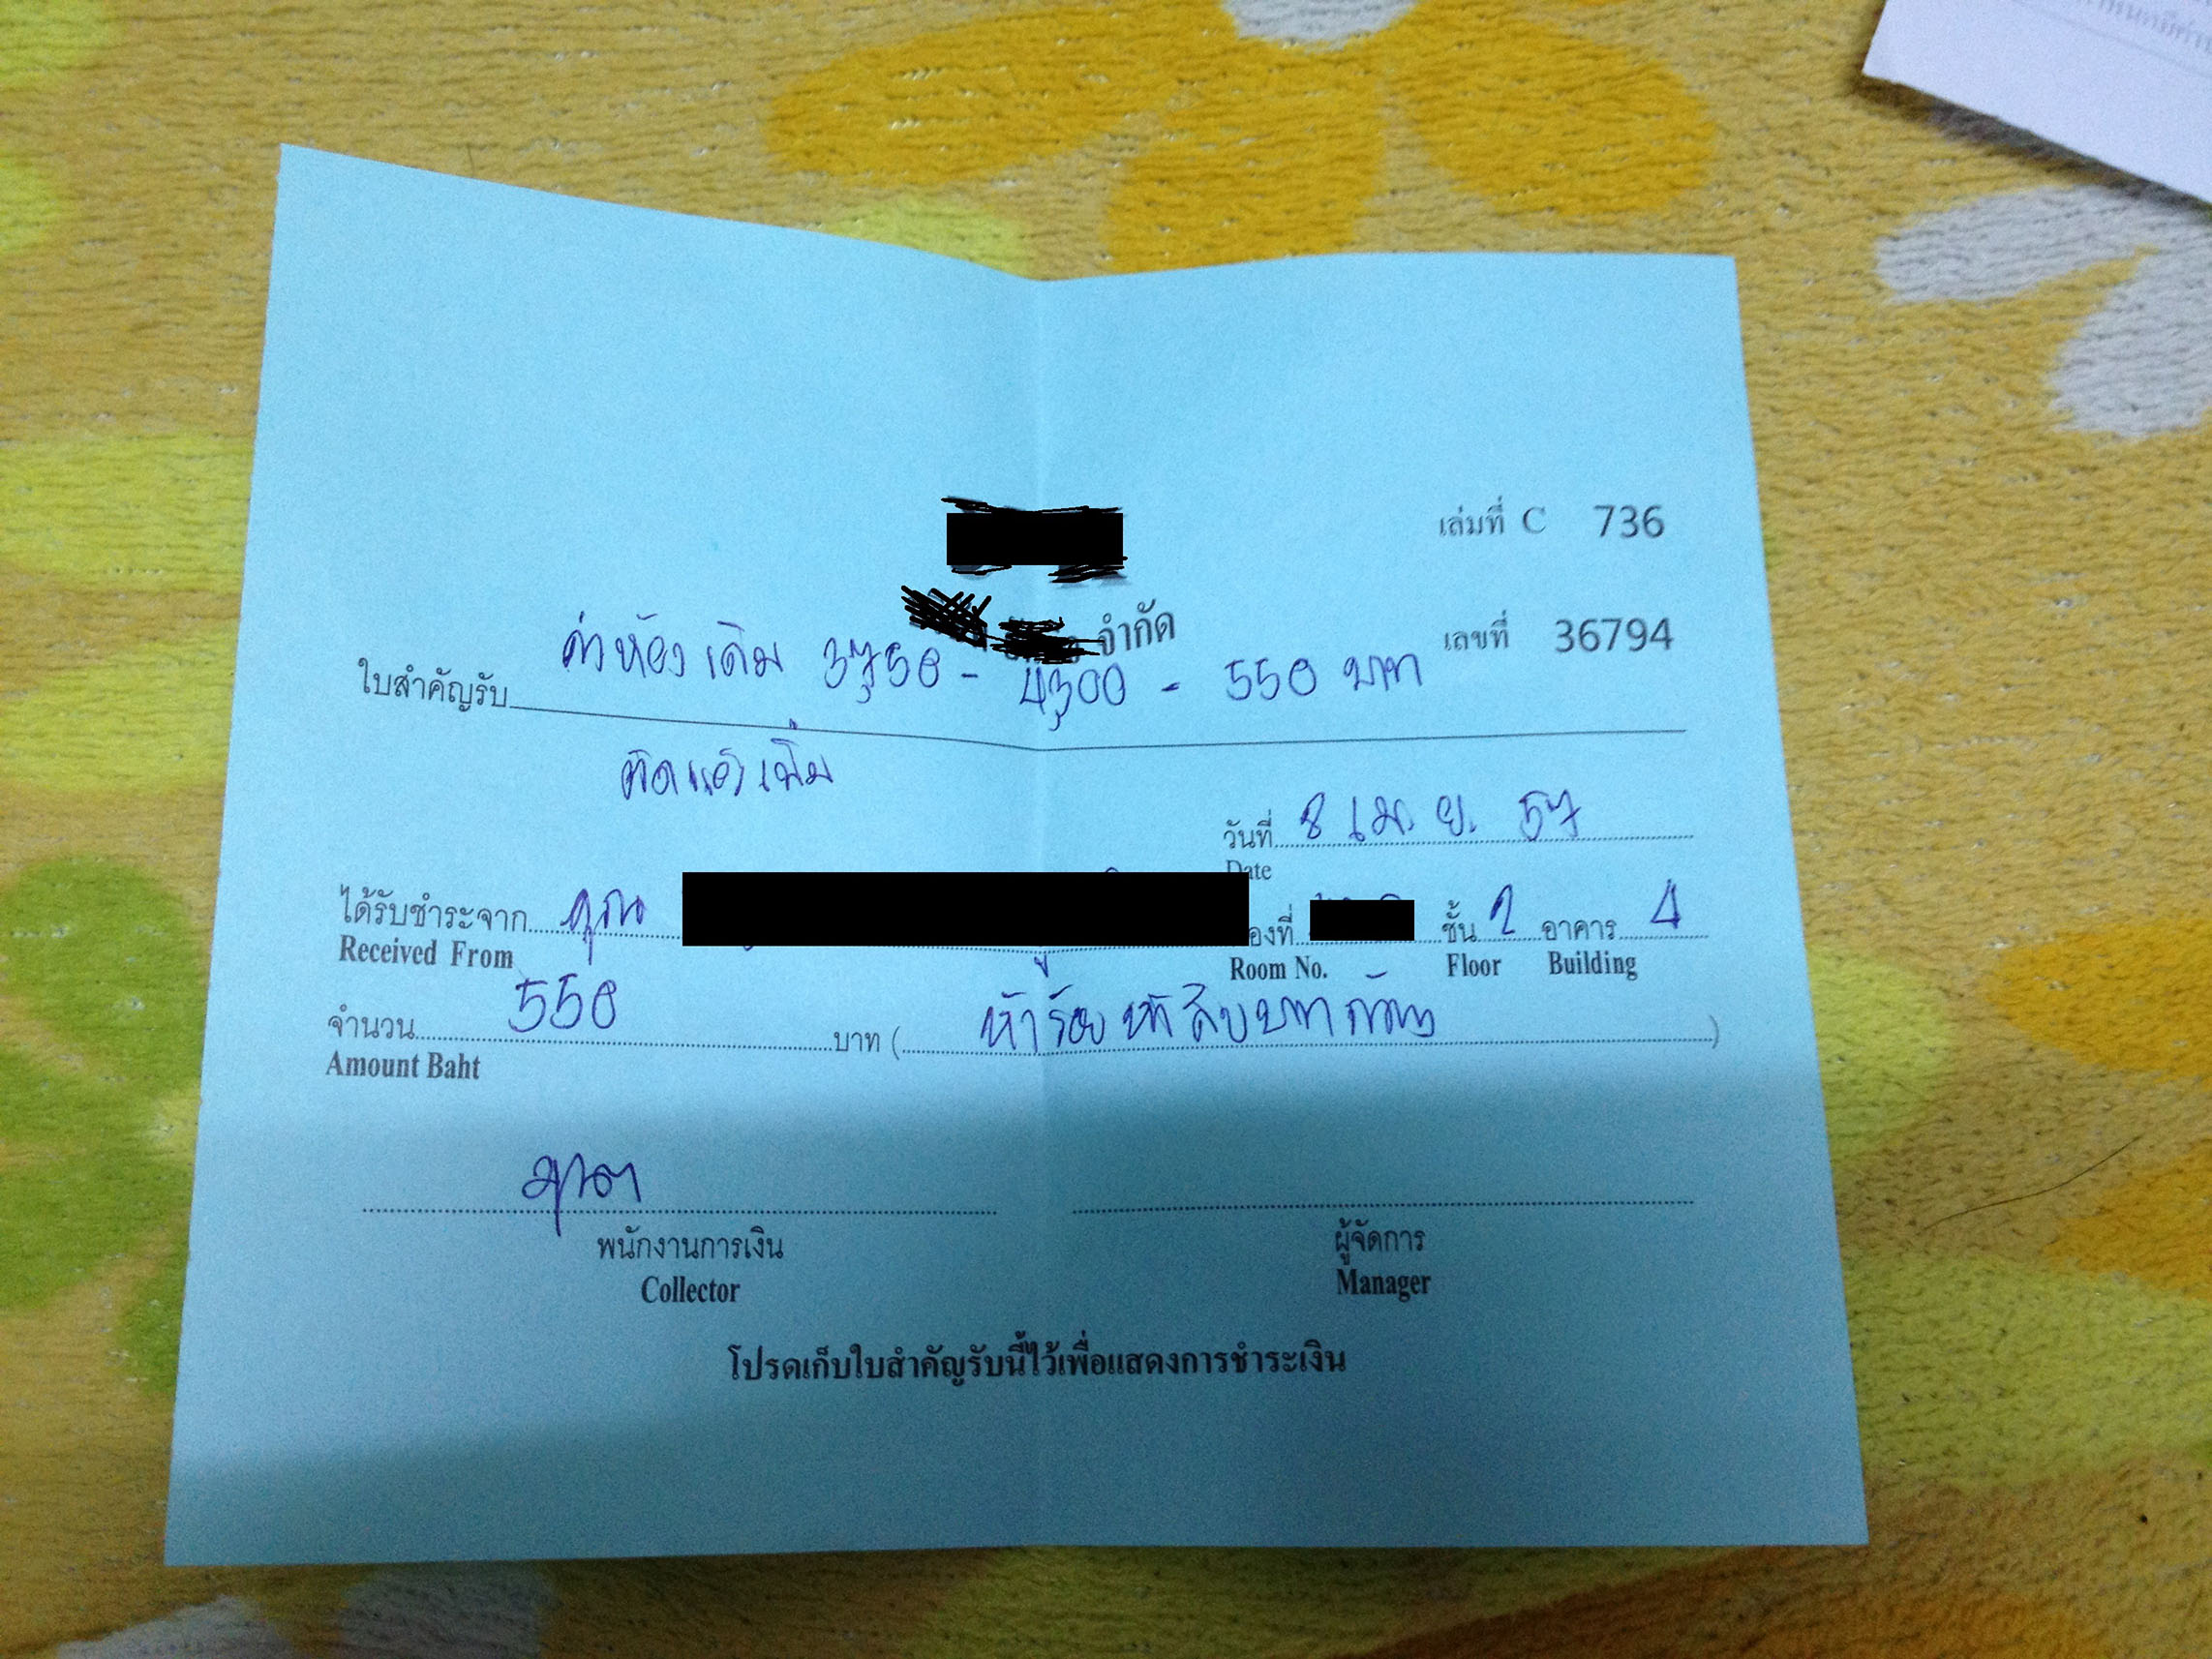 เล่มที่ C 736
จำกัด
เลขที่ 36794
ค่าห้องเดิม 3,750 - 4,300 - 550 บาท
ใบสำคัญรับ
ติดแอร์เพิ่ม
วันที่ 8 เม.ย. 57
Date
ได้รับชำระจาก คุณ องที่ ชั้น 2 อาคาร 4
Received From Room No. Floor Building
จำนวน 550 บาท ( ห้าร้อยห้าสิบบาทถ้วน )
Amount Baht
พนักงานการเงิน ผู้จัดการ
Collector Manager
โปรดเก็บใบสำคัญรับนี้ไว้เพื่อแสดงการชำระเงิน